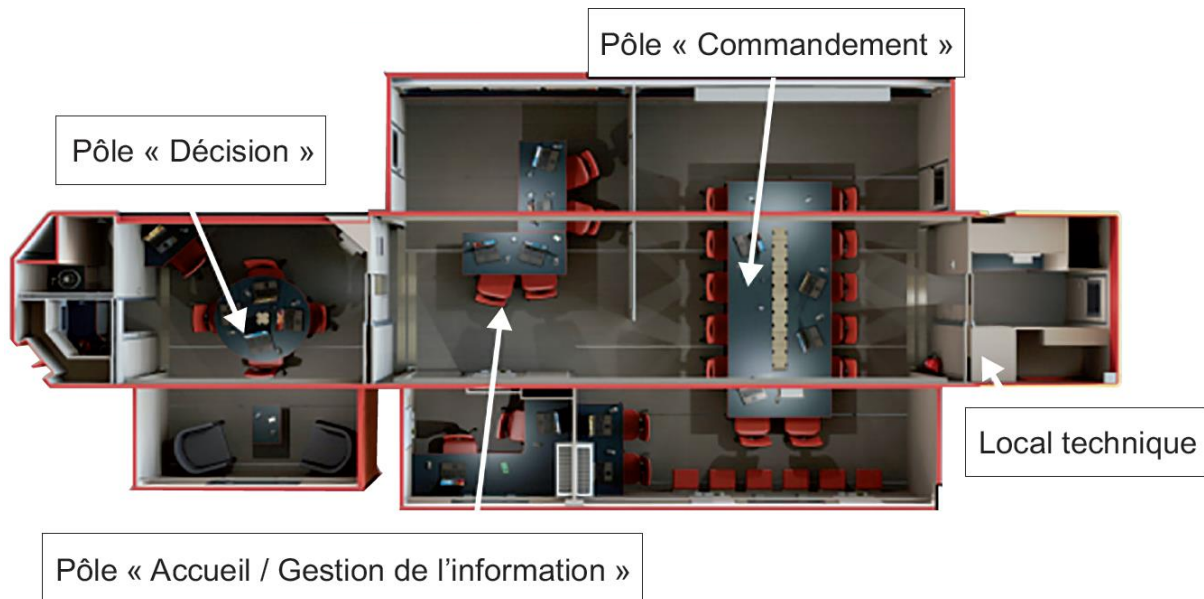 Pôle « Commandement »
Pôle « Décision »
Local technique
Pôle « Accueil / Gestion de l’information »